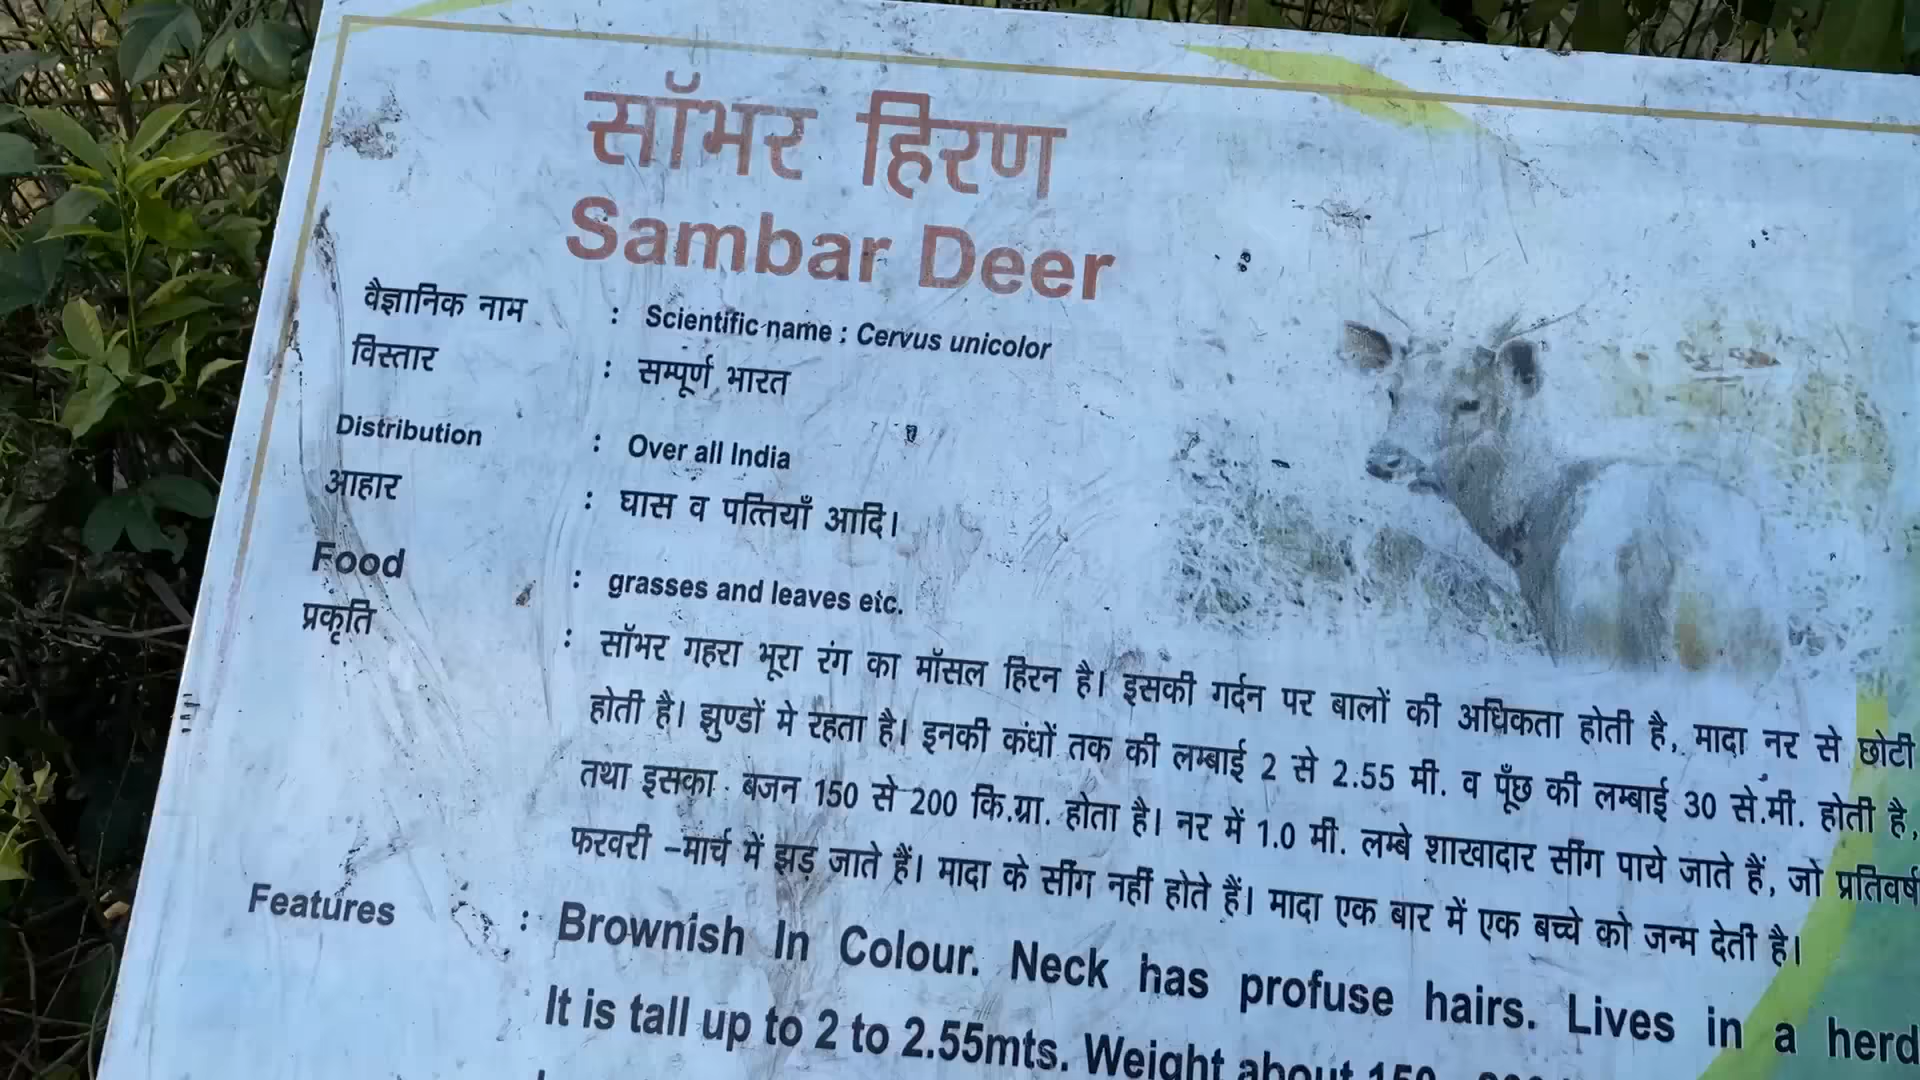 सॉभर हिरण
Sambar Deer
वैज्ञानिक नाम : Scientific name : Cervus unicolor
विस्तार : सम्पूर्ण भारत
Distribution : Over all India
आहार : घास व पत्तियाँ आदि।
Food : grasses and leaves etc.
प्रकृति : सॉभर गहरा भूरा रंग का मॉसल हिरन है। इसकी गर्दन पर बालों की अधिकता होती है, मादा नर से छोटी
होती है। झुण्डों मे रहता है। इनकी कंधों तक की लम्बाई 2 से 2.55 मी. व पूँछ की लम्बाई 30 से.मी. होती है,
तथा इसका बजन 150 से 200 कि.ग्रा. होता है। नर में 1.0 मी. लम्बे शाखादार सींग पाये जाते हैं, जो प्रतिवर्ष
फरवरी –मार्च में झड़ जाते हैं। मादा के सींग नहीं होते हैं। मादा एक बार में एक बच्चे को जन्म देती है।
Features : Brownish In Colour. Neck has profuse hairs. Lives in a herd
It is tall up to 2 to 2.55mts. Weight about 150